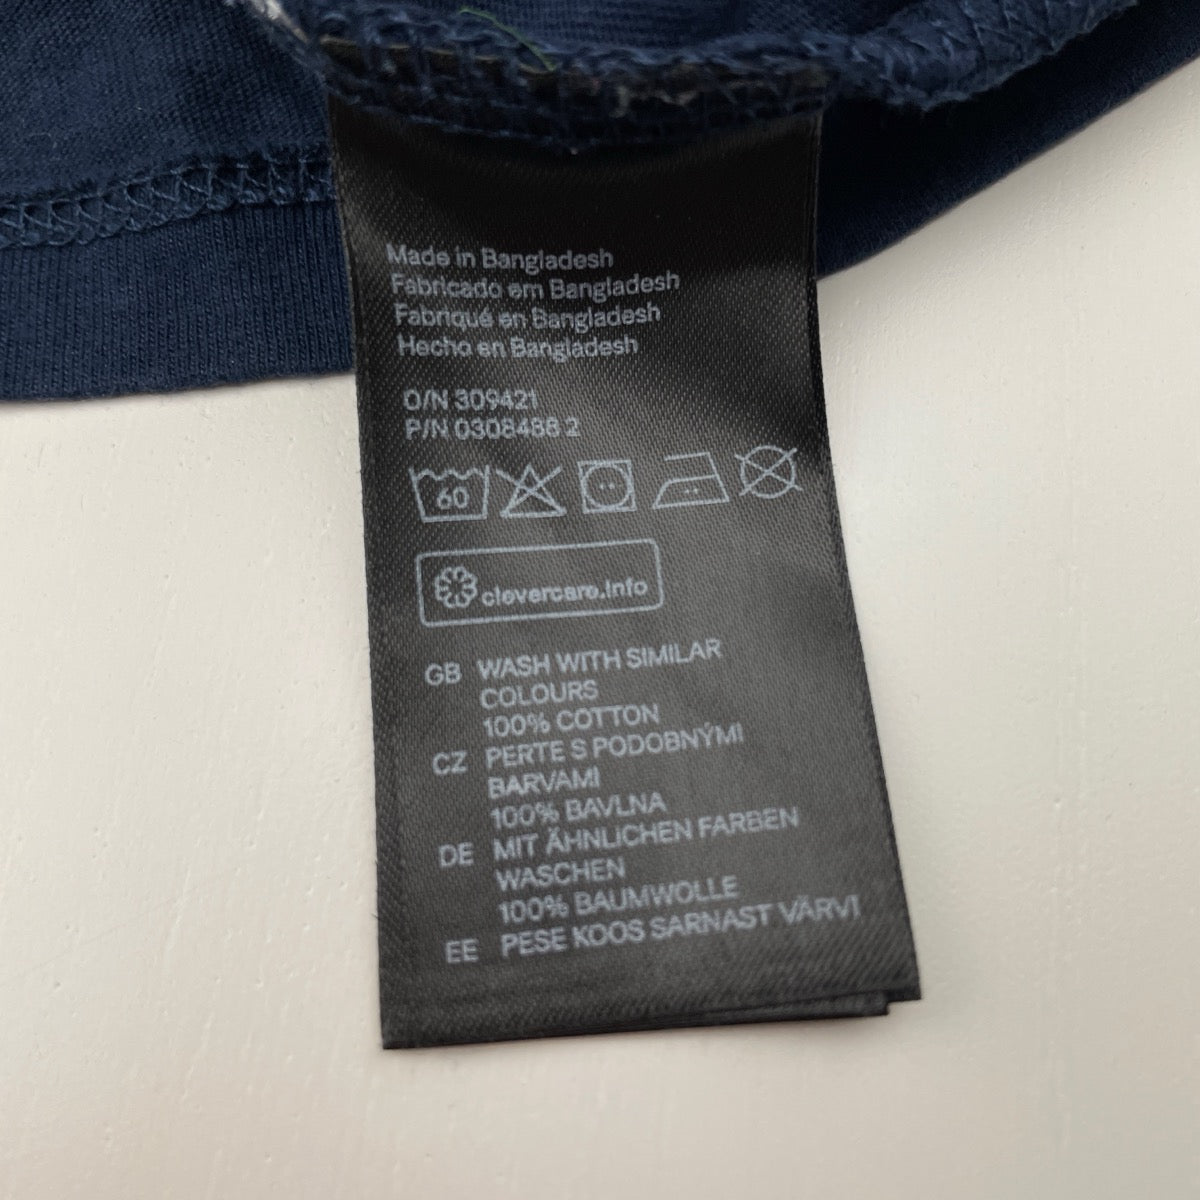 Made in Bangladesh
Fabricado em Bangladesh
Fabriqué en Bangladesh
Hecho en Bangladesh
O/N 309421
P/N 0308488 2
60
clevercare.info
GB WASH WITH SIMILAR
COLOURS
100% COTTON
CZ PERTE S PODOBNÝMI
BARVAMI
100% BAVLNA
DE MIT ÄHNLICHEN FARBEN
WASCHEN
100% BAUMWOLLE
EE PESE KOOS SARNAST VÄRVI